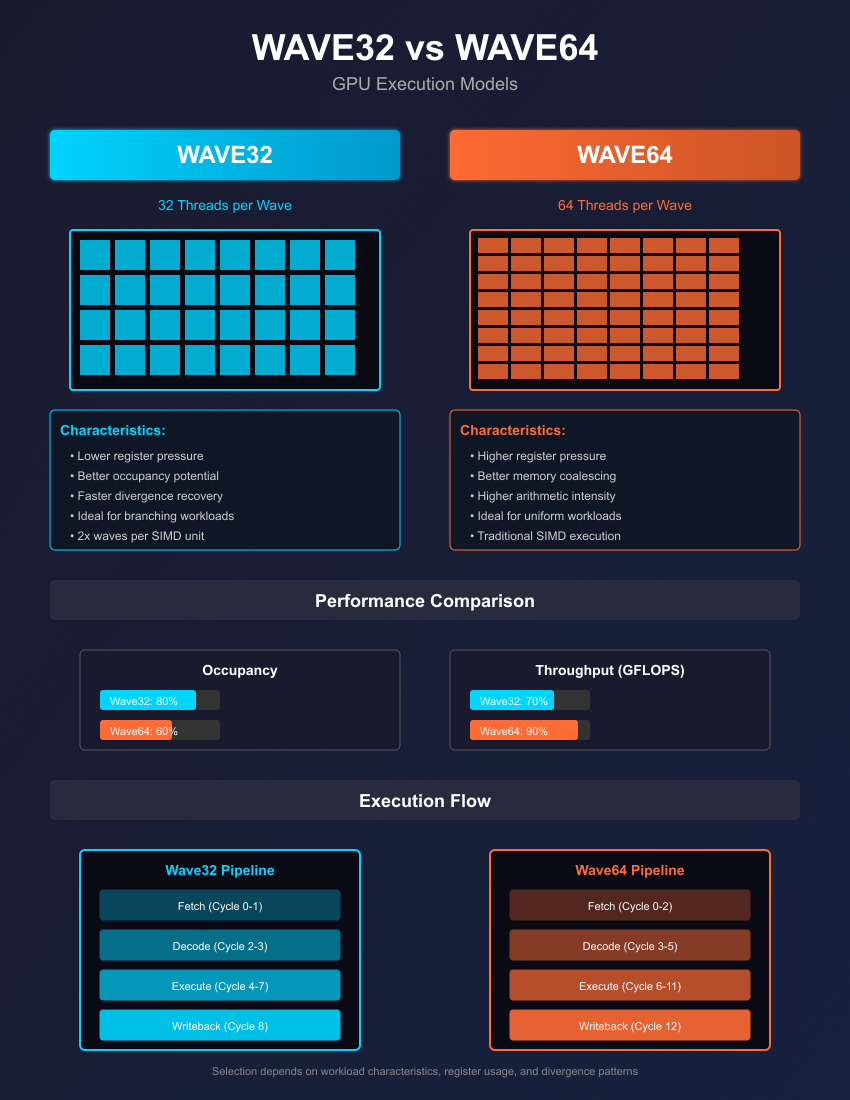 WAVE32 vs WAVE64
GPU Execution Models
WAVE32
32 Threads per Wave
Characteristics:
• Lower register pressure
• Better occupancy potential
• Faster divergence recovery
• Ideal for branching workloads
• 2x waves per SIMD unit
WAVE64
64 Threads per Wave
Characteristics:
• Higher register pressure
• Better memory coalescing
• Higher arithmetic intensity
• Ideal for uniform workloads
• Traditional SIMD execution
Performance Comparison
Occupancy
Wave32: 80%
Wave64: 60%
Throughput (GFLOPS)
Wave32: 70%
Wave64: 90%
Execution Flow
Wave32 Pipeline
Fetch (Cycle 0-1)
Decode (Cycle 2-3)
Execute (Cycle 4-7)
Writeback (Cycle 8)
Wave64 Pipeline
Fetch (Cycle 0-2)
Decode (Cycle 3-5)
Execute (Cycle 6-11)
Writeback (Cycle 12)
Selection depends on workload characteristics, register usage, and divergence patterns